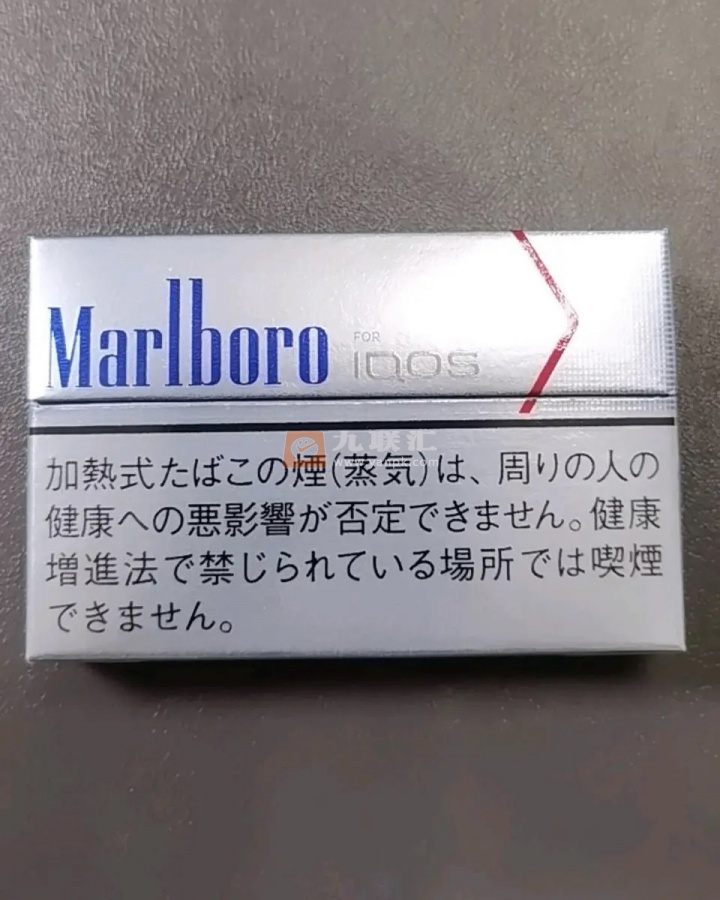 Marlboro
FOR
IQOS
九联汇
加熱式たばこの煙(蒸気)は、周りの人の
健康への悪影響が否定できません。健康
増進法で禁じられている場所では喫煙
できません。